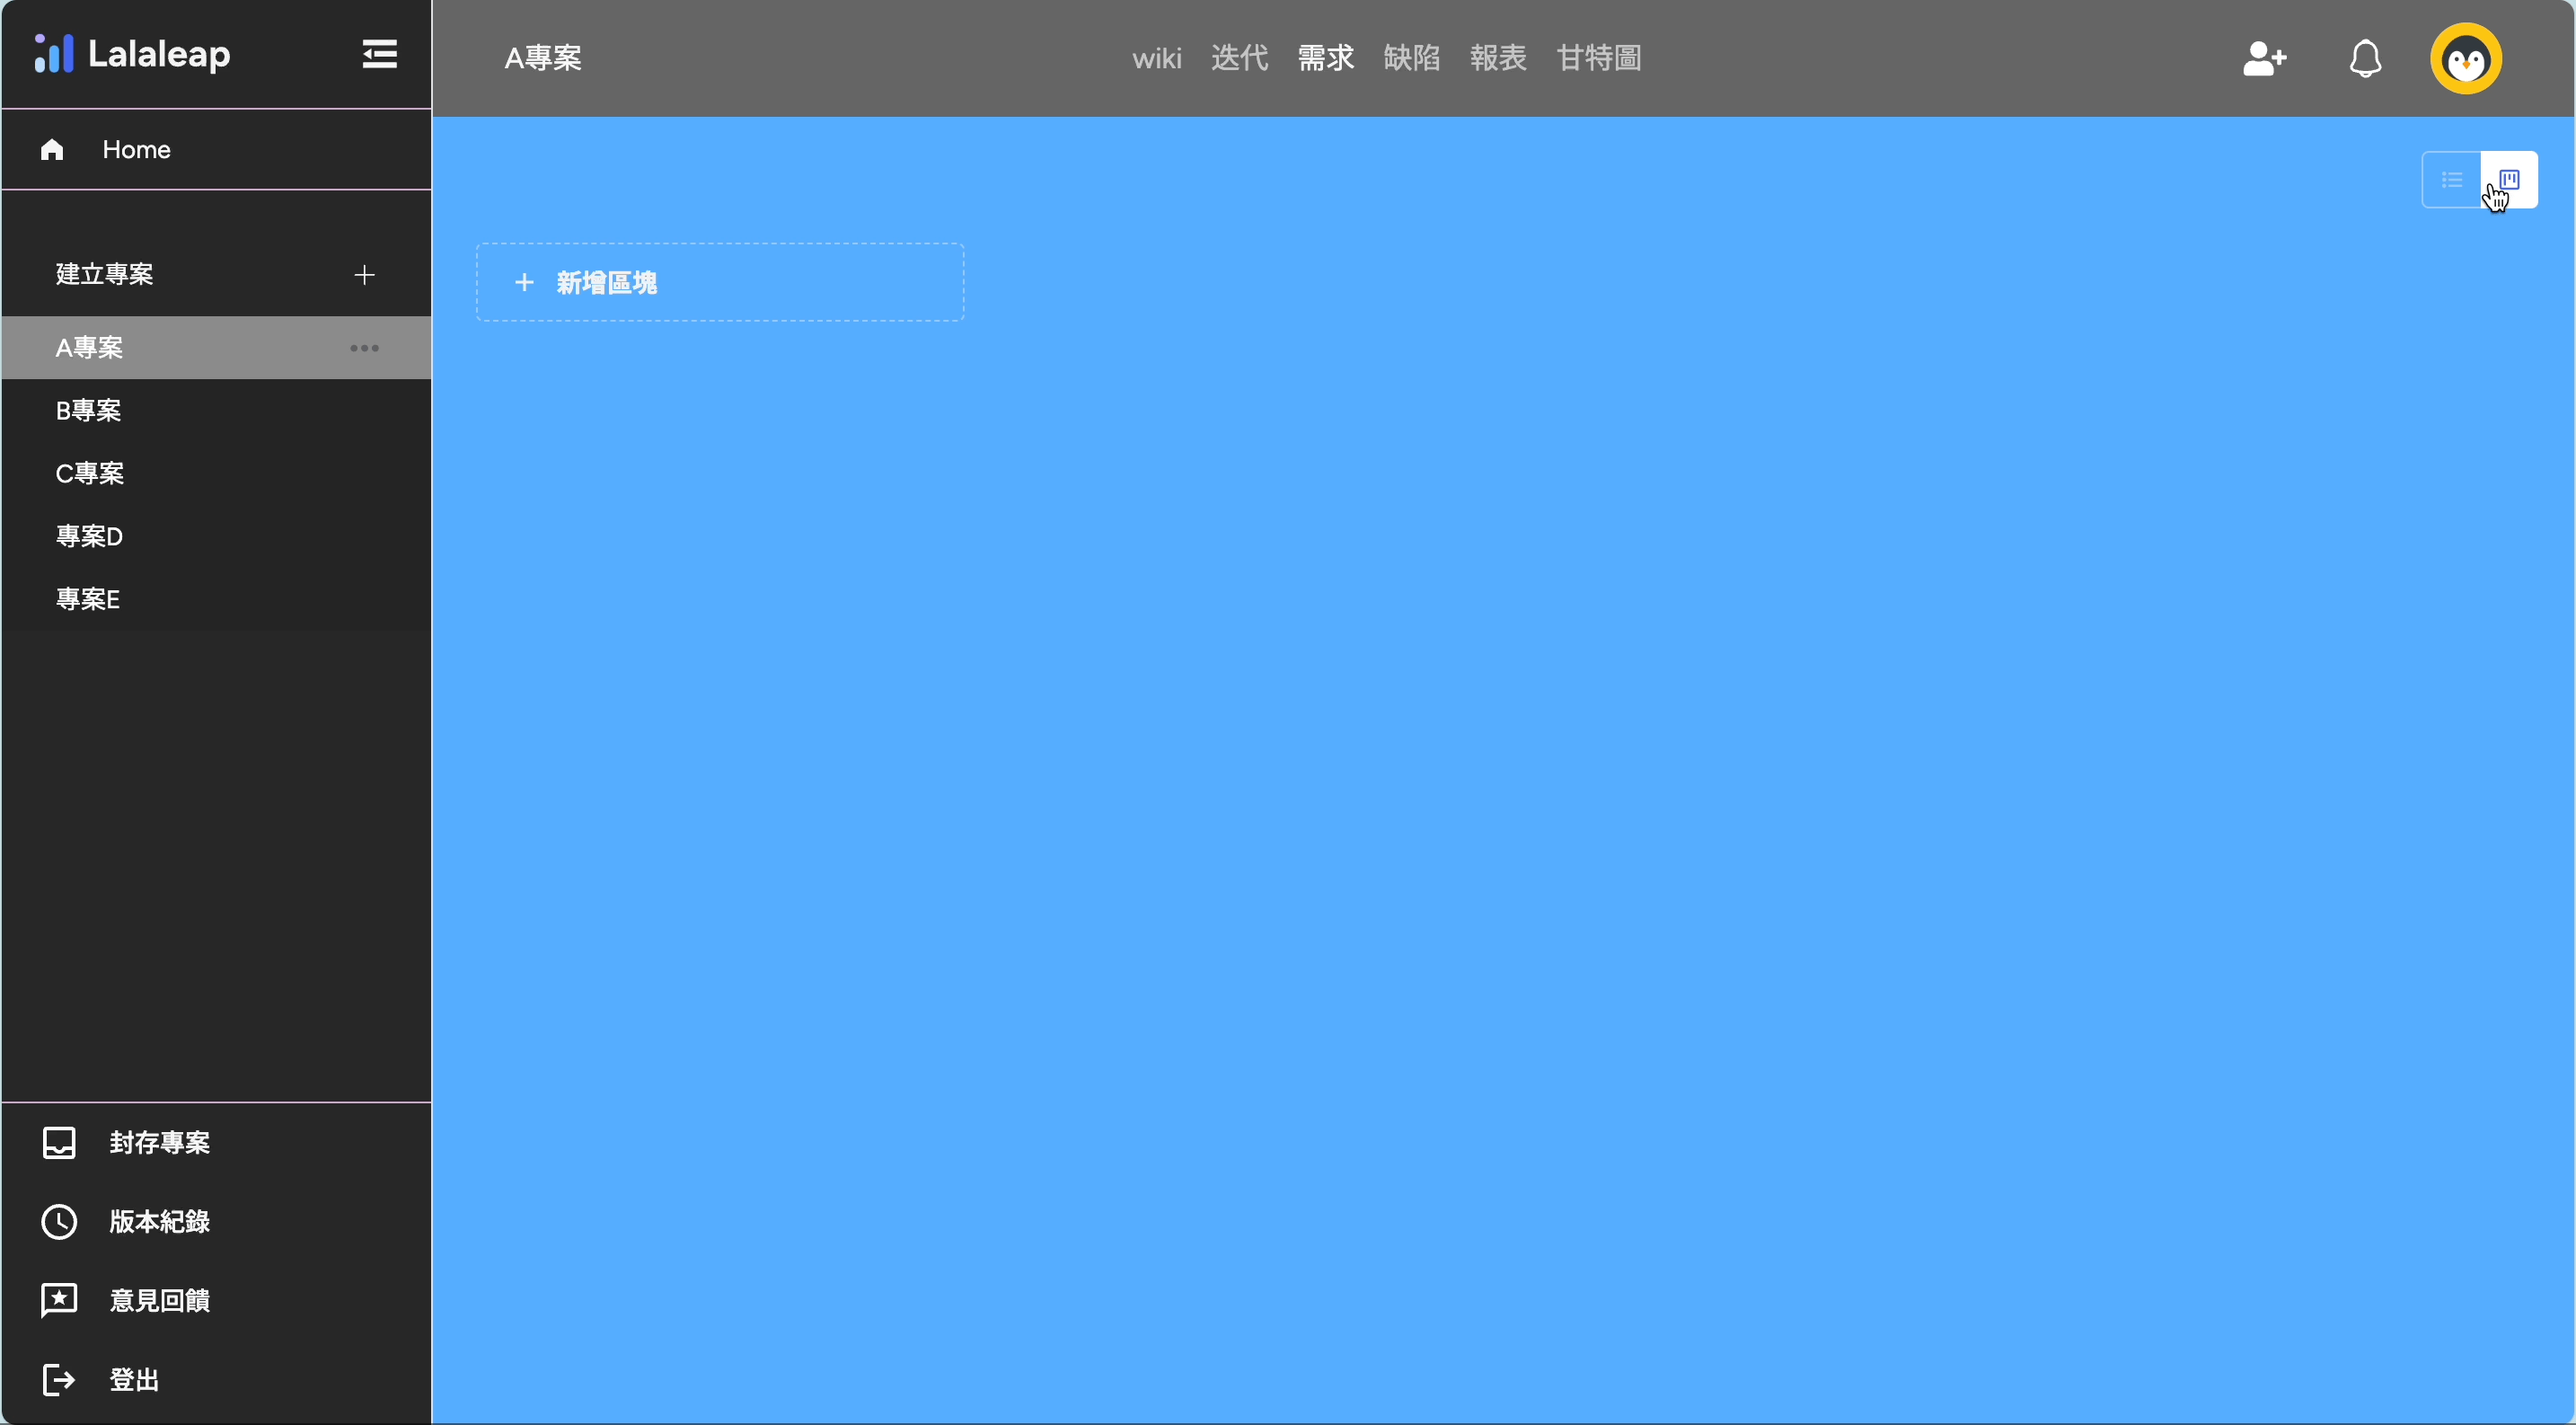 Lalaleap
Home
建立專案
A專案
B專案
C專案
專案D
專案E
封存專案
版本紀錄
意見回饋
登出
A專案
wiki 迭代 需求 缺陷 報表 甘特圖
新增區塊